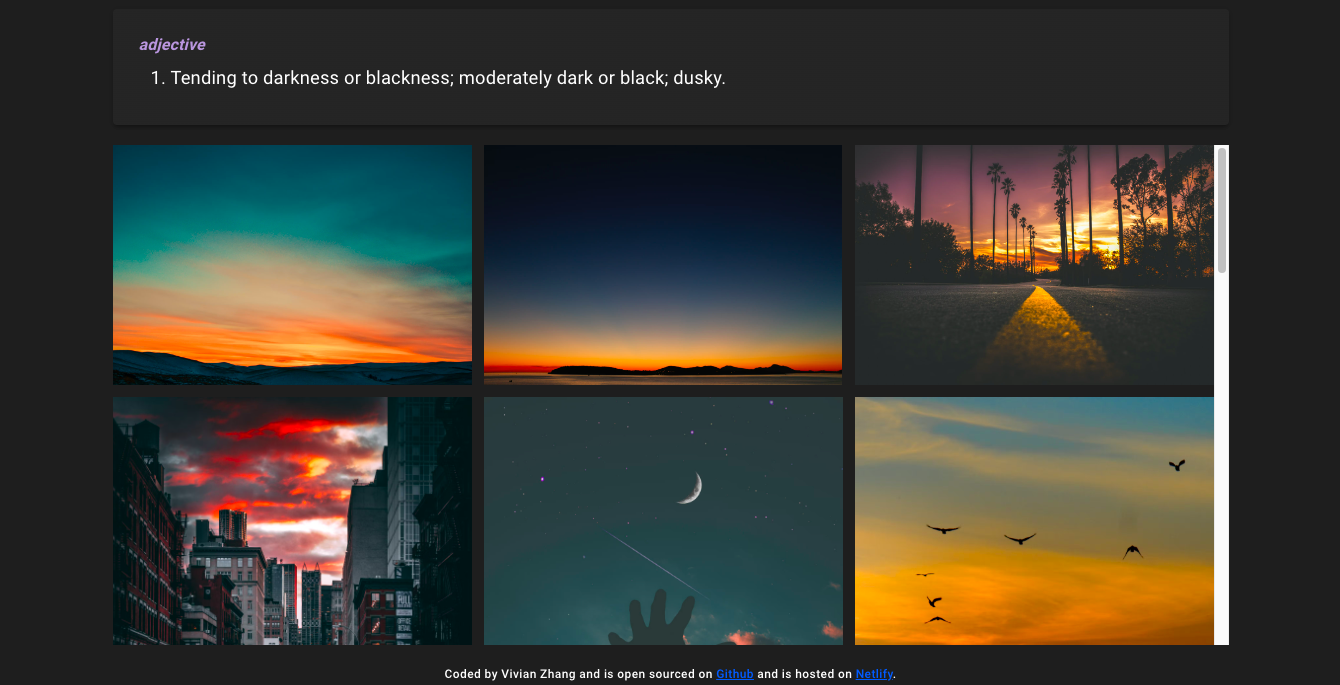 adjective
1. Tending to darkness or blackness; moderately dark or black; dusky.
Coded by Vivian Zhang and is open sourced on Github and is hosted on Netlify.